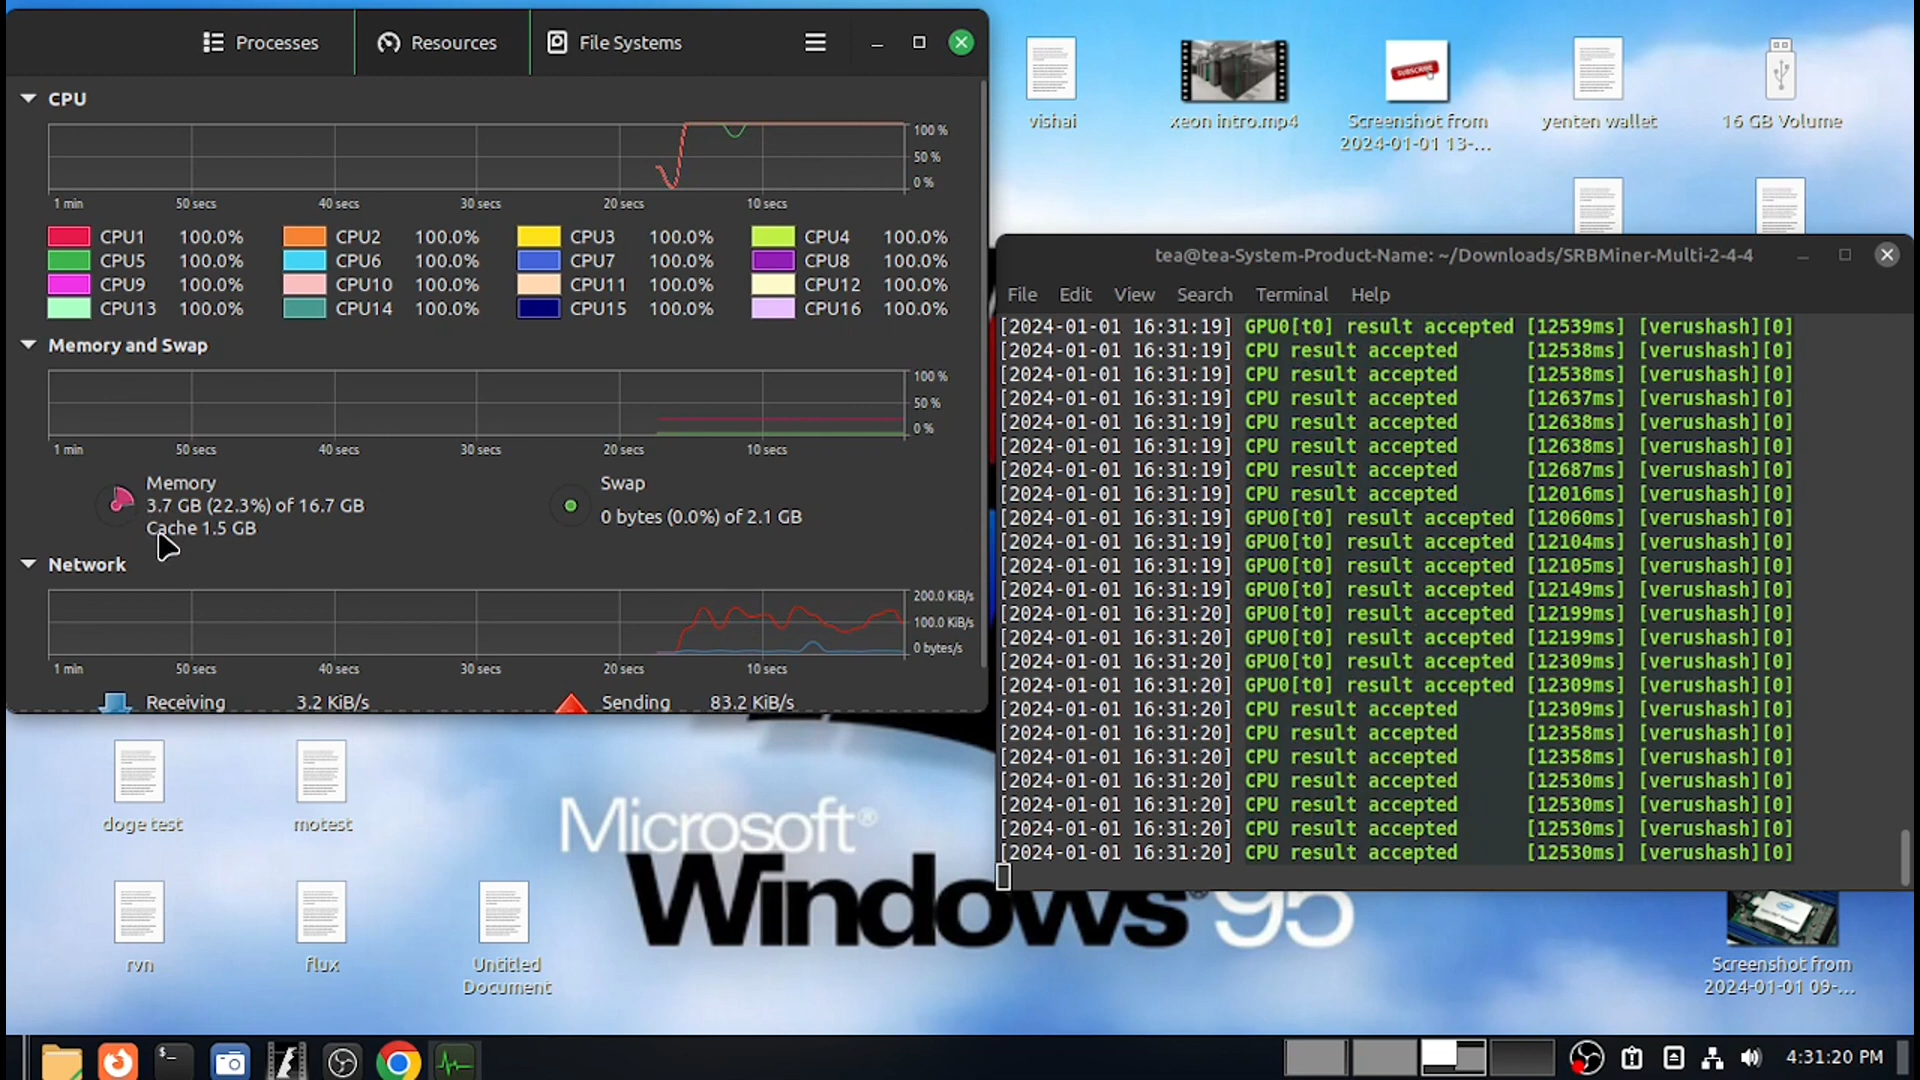 Processes
Resources
File Systems
CPU
100 %
50 %
0 %
1 min 50 secs 40 secs 30 secs 20 secs 10 secs
CPU1 100.0% CPU2 100.0% CPU3 100.0% CPU4 100.0%
CPU5 100.0% CPU6 100.0% CPU7 100.0% CPU8 100.0%
CPU9 100.0% CPU10 100.0% CPU11 100.0% CPU12 100.0%
CPU13 100.0% CPU14 100.0% CPU15 100.0% CPU16 100.0%
Memory and Swap
100 %
50 %
0 %
1 min 50 secs 40 secs 30 secs 20 secs 10 secs
Memory
3.7 GB (22.3%) of 16.7 GB
Cache 1.5 GB
Swap
0 bytes (0.0%) of 2.1 GB
Network
200.0 KiB/s
100.0 KiB/s
0 bytes/s
1 min 50 secs 40 secs 30 secs 20 secs 10 secs
Receiving 3.2 KiB/s
Sending 83.2 KiB/s
vishai
xeon intro.mp4
SUBSCRIBE
Screenshot from
2024-01-01 13-...
yenten wallet
16 GB Volume
tea@tea-System-Product-Name: ~/Downloads/SRBMiner-Multi-2-4-4
File Edit View Search Terminal Help
[2024-01-01 16:31:19] GPU0[t0] result accepted [12539ms] [verushash][0]
[2024-01-01 16:31:19] CPU result accepted [12538ms] [verushash][0]
[2024-01-01 16:31:19] CPU result accepted [12538ms] [verushash][0]
[2024-01-01 16:31:19] CPU result accepted [12637ms] [verushash][0]
[2024-01-01 16:31:19] CPU result accepted [12638ms] [verushash][0]
[2024-01-01 16:31:19] CPU result accepted [12638ms] [verushash][0]
[2024-01-01 16:31:19] CPU result accepted [12687ms] [verushash][0]
[2024-01-01 16:31:19] CPU result accepted [12016ms] [verushash][0]
[2024-01-01 16:31:19] GPU0[t0] result accepted [12060ms] [verushash][0]
[2024-01-01 16:31:19] GPU0[t0] result accepted [12104ms] [verushash][0]
[2024-01-01 16:31:19] GPU0[t0] result accepted [12105ms] [verushash][0]
[2024-01-01 16:31:19] GPU0[t0] result accepted [12149ms] [verushash][0]
[2024-01-01 16:31:20] GPU0[t0] result accepted [12199ms] [verushash][0]
[2024-01-01 16:31:20] GPU0[t0] result accepted [12199ms] [verushash][0]
[2024-01-01 16:31:20] GPU0[t0] result accepted [12309ms] [verushash][0]
[2024-01-01 16:31:20] GPU0[t0] result accepted [12309ms] [verushash][0]
[2024-01-01 16:31:20] CPU result accepted [12309ms] [verushash][0]
[2024-01-01 16:31:20] CPU result accepted [12358ms] [verushash][0]
[2024-01-01 16:31:20] CPU result accepted [12358ms] [verushash][0]
[2024-01-01 16:31:20] CPU result accepted [12530ms] [verushash][0]
[2024-01-01 16:31:20] CPU result accepted [12530ms] [verushash][0]
[2024-01-01 16:31:20] CPU result accepted [12530ms] [verushash][0]
[2024-01-01 16:31:20] CPU result accepted [12530ms] [verushash][0]
doge test
motest
Microsoft®
Windows 95
rvn
flux
Untitled
Document
Screenshot from
2024-01-01 09-...
4:31:20 PM